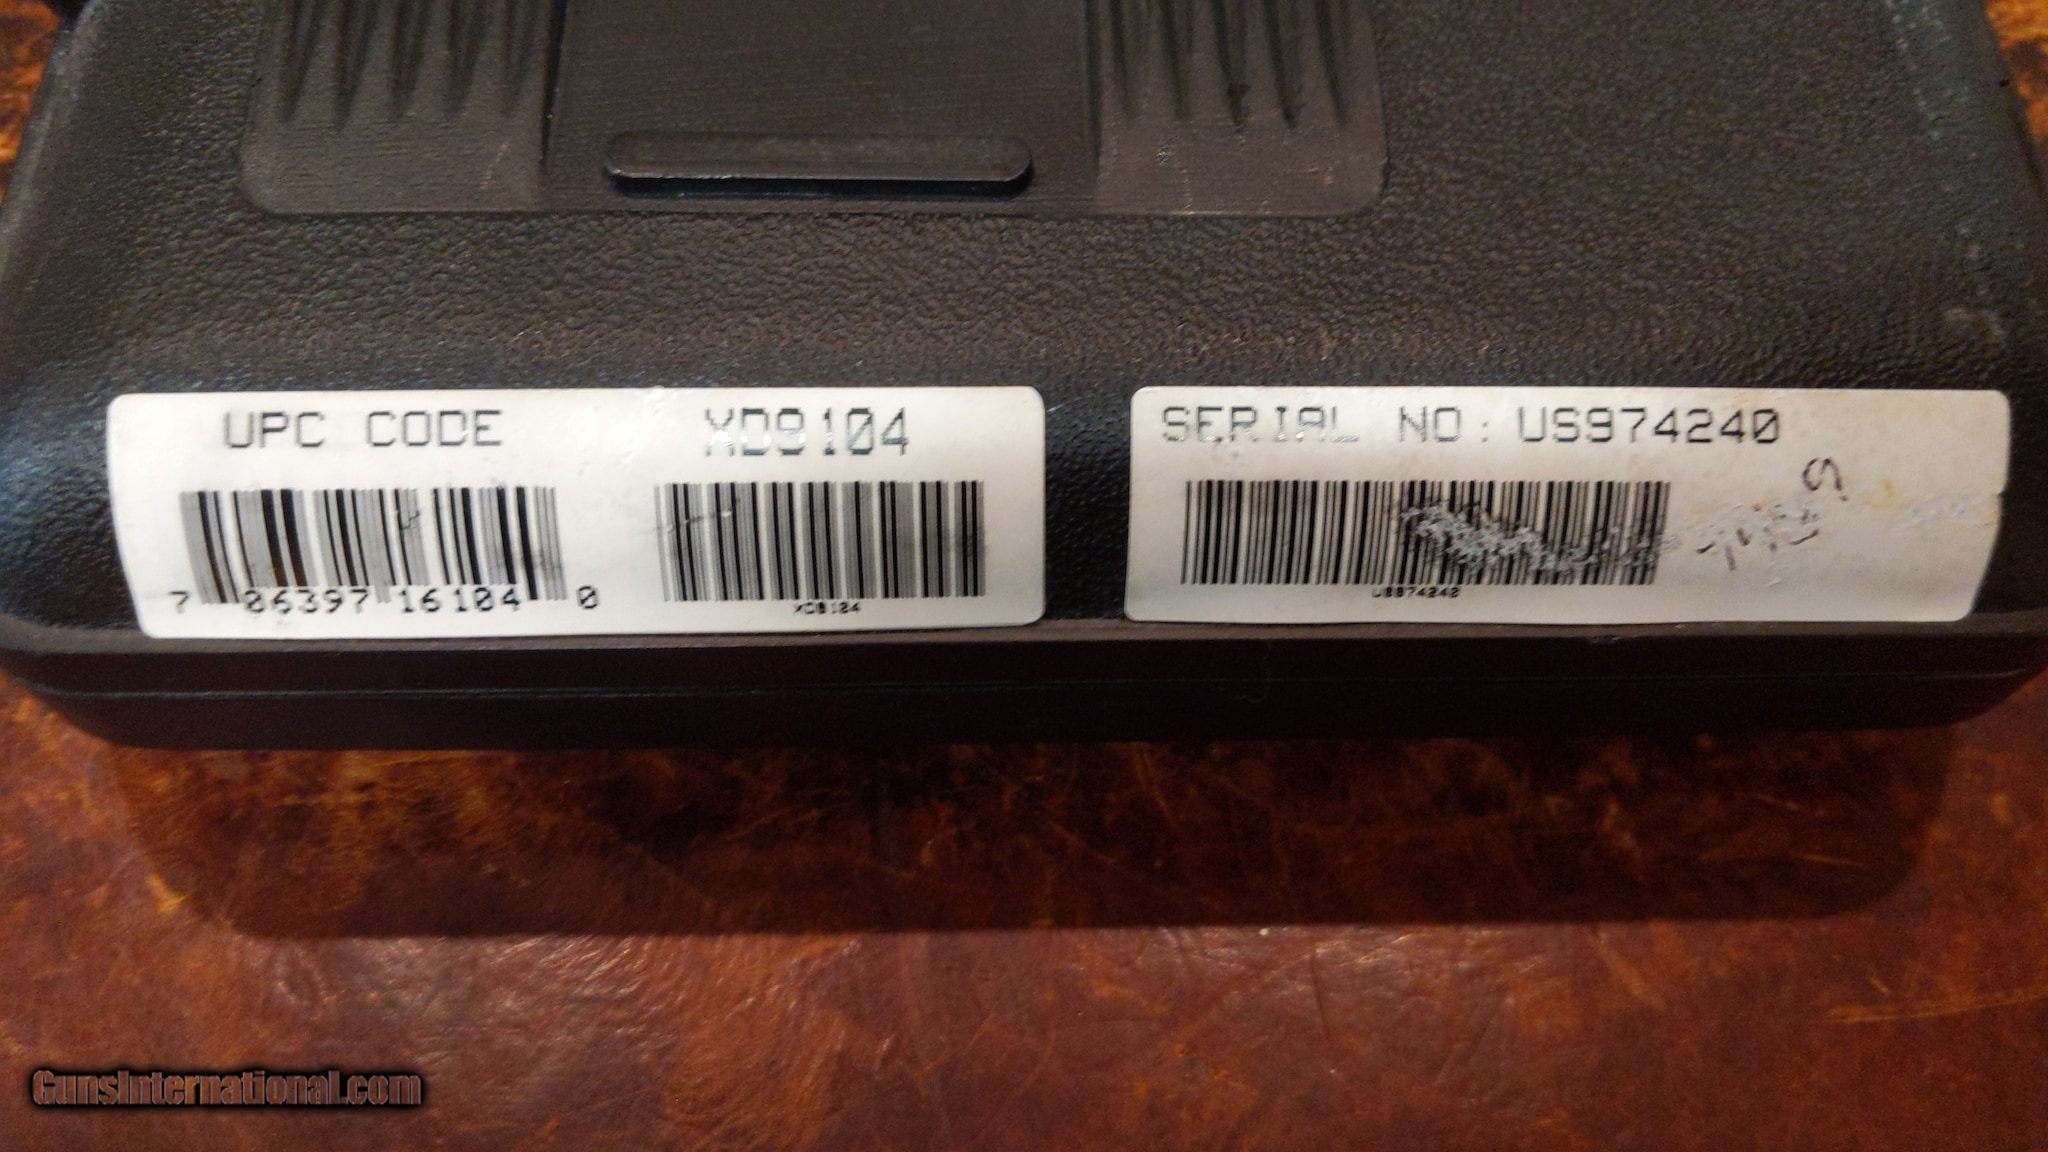 UPC CODE XD9104
7 06397 16104 0
XD9104
SERIAL NO: US974240
US974240
GunsInternational.com